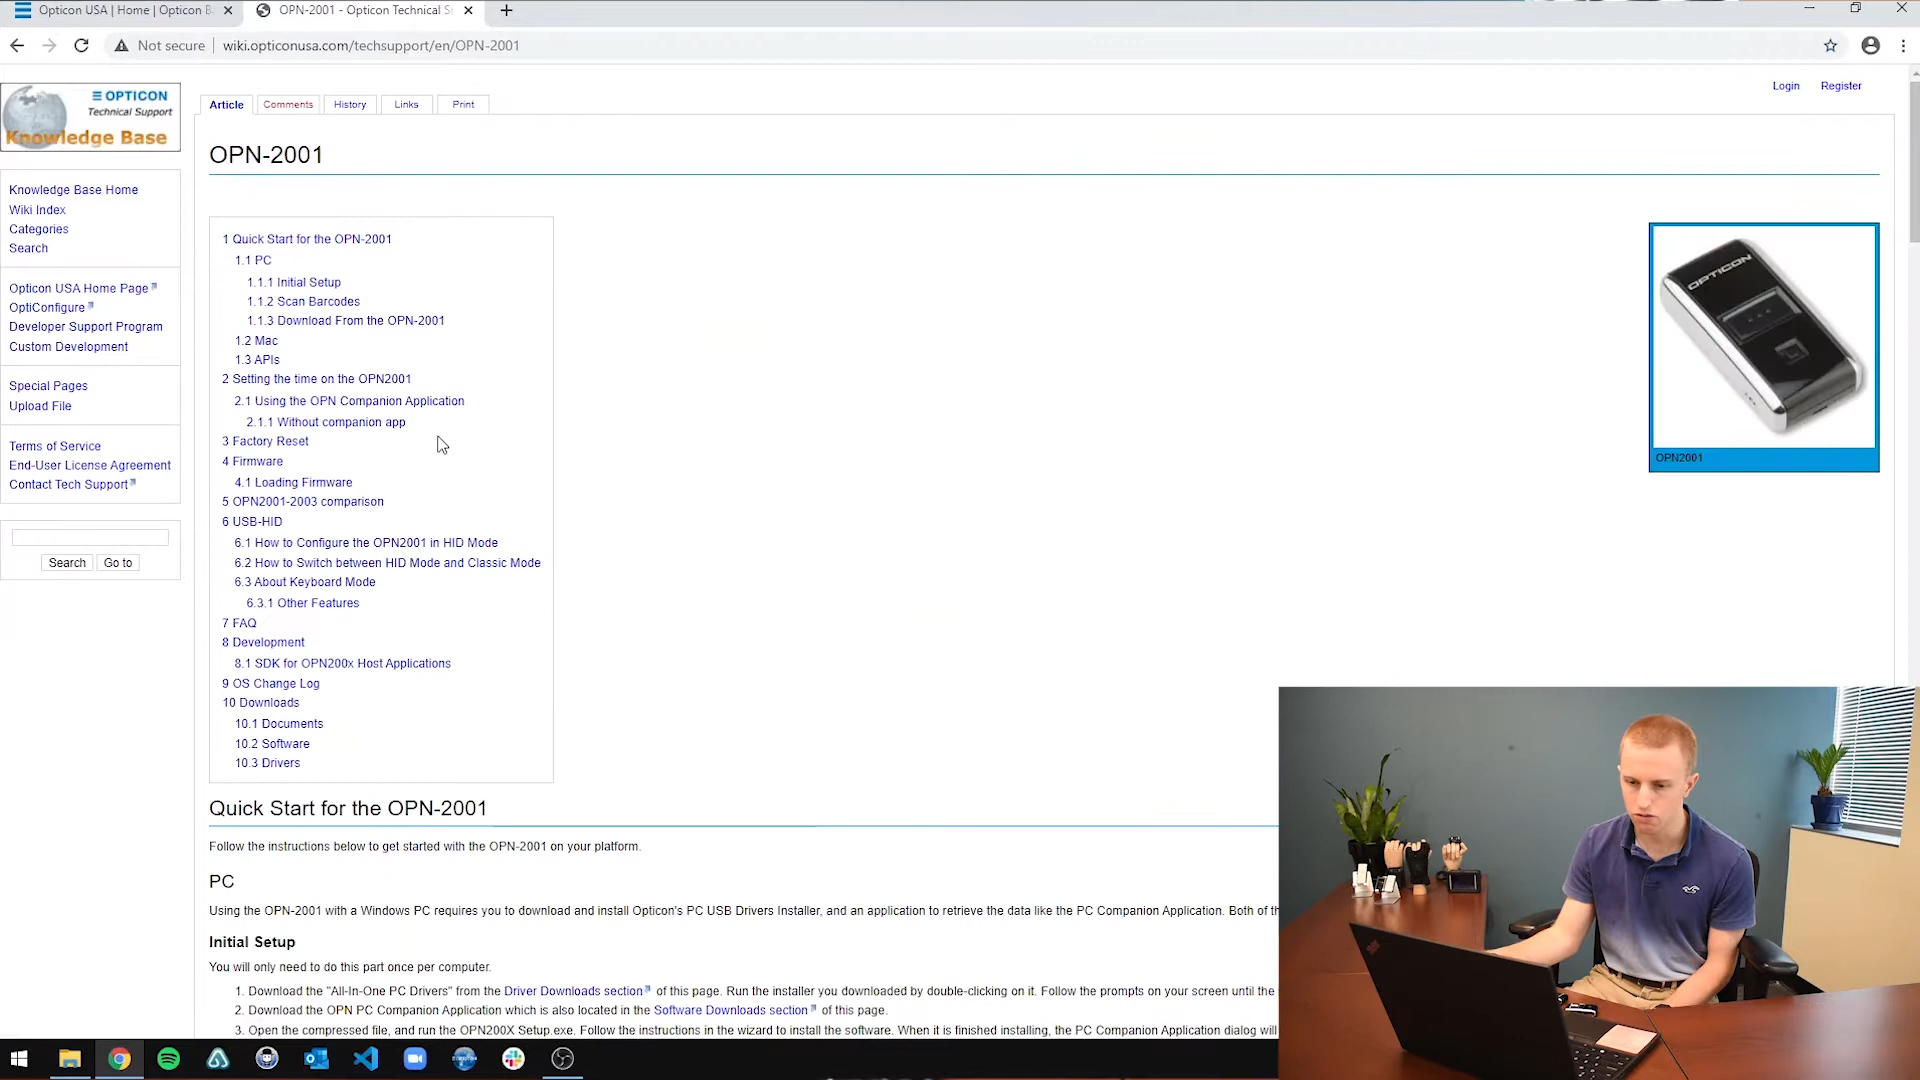 Opticon USA | Home | Opticon B
OPN-2001 - Opticon Technical S
Not secure
wiki.opticonusa.com/techsupport/en/OPN-2001
Login
Register
OPTICON
Technical Support
Knowledge Base
Article
Comments
History
Links
Print
OPN-2001
Knowledge Base Home
Wiki Index
Categories
Search
Opticon USA Home Page
OptiConfigure
Developer Support Program
Custom Development
Special Pages
Upload File
Terms of Service
End-User License Agreement
Contact Tech Support
Search
Go to
1 Quick Start for the OPN-2001
1.1 PC
1.1.1 Initial Setup
1.1.2 Scan Barcodes
1.1.3 Download From the OPN-2001
1.2 Mac
1.3 APIs
2 Setting the time on the OPN2001
2.1 Using the OPN Companion Application
2.1.1 Without companion app
3 Factory Reset
4 Firmware
4.1 Loading Firmware
5 OPN2001-2003 comparison
6 USB-HID
6.1 How to Configure the OPN2001 in HID Mode
6.2 How to Switch between HID Mode and Classic Mode
6.3 About Keyboard Mode
6.3.1 Other Features
7 FAQ
8 Development
8.1 SDK for OPN200x Host Applications
9 OS Change Log
10 Downloads
10.1 Documents
10.2 Software
10.3 Drivers
OPTICON
OPN2001
Quick Start for the OPN-2001
Follow the instructions below to get started with the OPN-2001 on your platform.
PC
Using the OPN-2001 with a Windows PC requires you to download and install Opticon's PC USB Drivers Installer, and an application to retrieve the data like the PC Companion Application. Both of th
Initial Setup
You will only need to do this part once per computer.
1. Download the "All-In-One PC Drivers" from the Driver Downloads section of this page. Run the installer you downloaded by double-clicking on it. Follow the prompts on your screen until the
2. Download the OPN PC Companion Application which is also located in the Software Downloads section of this page.
3. Open the compressed file, and run the OPN200X Setup.exe. Follow the instructions in the wizard to install the software. When it is finished installing, the PC Companion Application dialog will